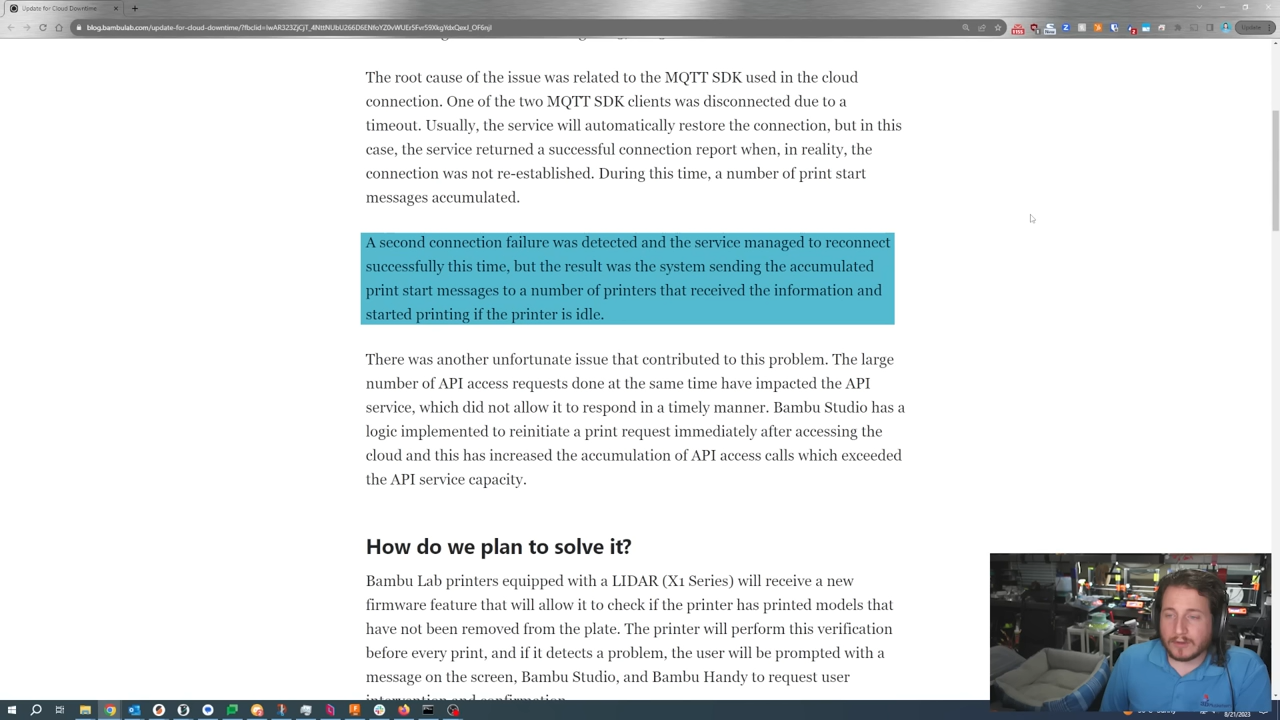 Update for Cloud Downtime
blog.bambulab.com/update-for-cloud-downtime/
Update
The root cause of the issue was related to the MQTT SDK used in the cloud
connection. One of the two MQTT SDK clients was disconnected due to a
timeout. Usually, the service will automatically restore the connection, but in this
case, the service returned a successful connection report when, in reality, the
connection was not re-established. During this time, a number of print start
messages accumulated.
A second connection failure was detected and the service managed to reconnect
successfully this time, but the result was the system sending the accumulated
print start messages to a number of printers that received the information and
started printing if the printer is idle.
There was another unfortunate issue that contributed to this problem. The large
number of API access requests done at the same time have impacted the API
service, which did not allow it to respond in a timely manner. Bambu Studio has a
logic implemented to reinitiate a print request immediately after accessing the
cloud and this has increased the accumulation of API access calls which exceeded
the API service capacity.
How do we plan to solve it?
Bambu Lab printers equipped with a LIDAR (X1 Series) will receive a new
firmware feature that will allow it to check if the printer has printed models that
have not been removed from the plate. The printer will perform this verification
before every print, and if it detects a problem, the user will be prompted with a
message on the screen, Bambu Studio, and Bambu Handy to request user
intervention and confirmation.
8/21/2023